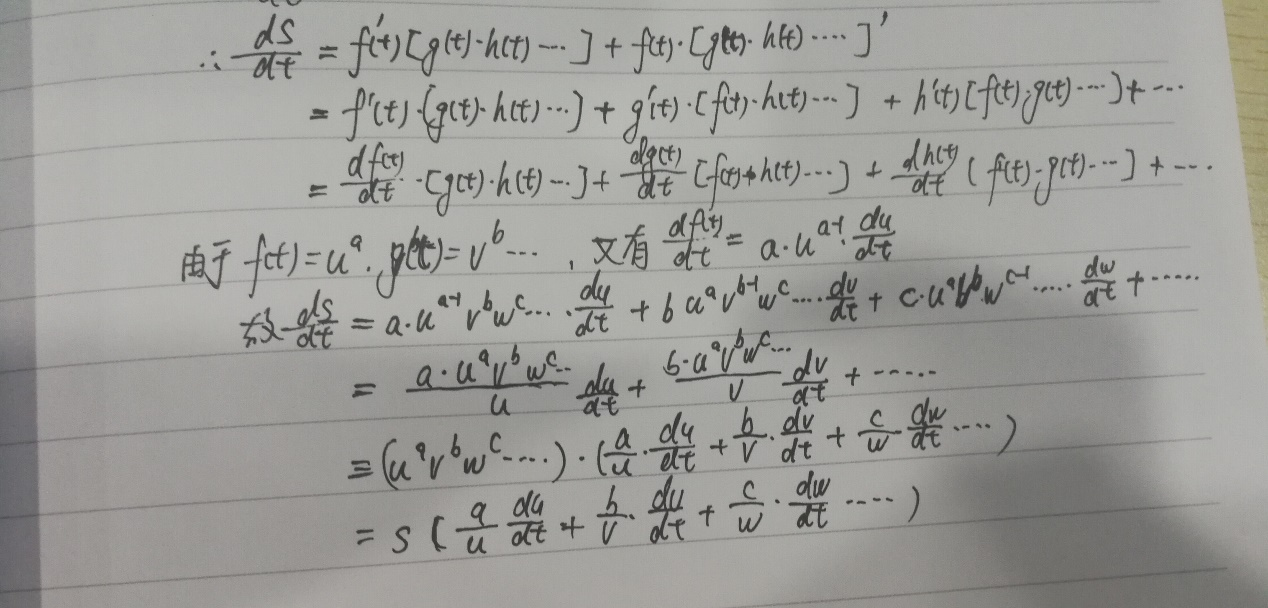 ∴ dS/dt = f'(t)[g(t)·h(t)···] + f(t)·[g(t)·h(t)····]'
= f'(t)·[g(t)·h(t)···] + g'(t)·[f(t)·h(t)···] + h'(t)[f(t)·g(t)···]+···
= df(t)/dt ·[g(t)·h(t)···]+ dg(t)/dt [f(t)·h(t)···] + dh(t)/dt (f(t)·g(t)···] + ····
由于 f(t)=u^a. g(t)=v^b ···, 又有 df(t)/dt = a·u^(a-1)·du/dt
故 ds/dt = a·u^(a-1) v^b w^c ···· du/dt + b u^a v^(b-1) w^c ···· dv/dt + c·u^a v^b w^(c-1) ····· dw/dt + ·····
= a·u^a v^b w^c··/u du/dt + b·u^a v^b w^c···/v dv/dt + ······
= (u^a v^b w^c ····)·(a/u · du/dt + b/v · dv/dt + c/w · dw/dt ····)
= s ( a/u du/dt + b/v · du/dt + c/w · dw/dt ···· )